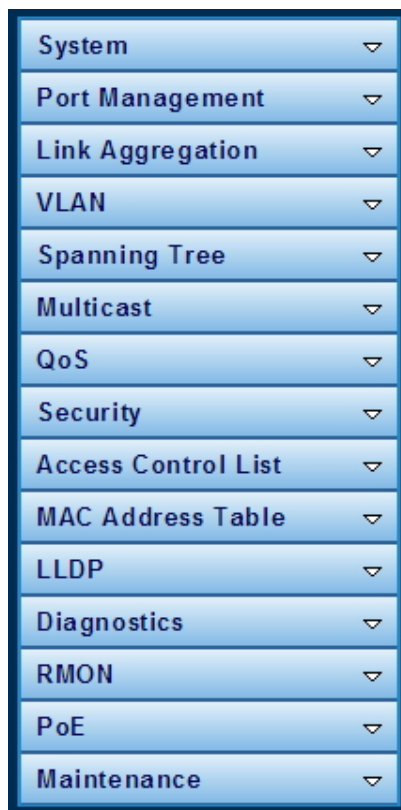 System
Port Management
Link Aggregation
VLAN
Spanning Tree
Multicast
QoS
Security
Access Control List
MAC Address Table
LLDP
Diagnostics
RMON
PoE
Maintenance